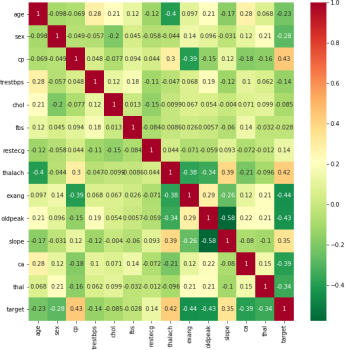 age 1 -0.098 -0.069 0.28 0.21 0.12 -0.12 -0.4 0.097 0.21 -0.17 0.28 0.068 -0.23
sex -0.098 1 -0.049 -0.057 -0.2 0.045 -0.058 -0.044 0.14 0.096 -0.031 0.12 0.21 -0.28
cp -0.069 -0.049 1 0.048 -0.077 0.094 0.044 0.3 -0.39 -0.15 0.12 -0.18 -0.16 0.43
trestbps 0.28 -0.057 0.048 1 0.12 0.18 -0.11 -0.047 0.068 0.19 -0.12 0.1 0.062 -0.14
chol 0.21 -0.2 -0.077 0.12 1 0.013 -0.15 -0.0099 0.067 0.054 -0.004 0.071 0.099 -0.085
fbs 0.12 0.045 0.094 0.18 0.013 1 -0.084 -0.0086 0.026 0.0057 -0.06 0.14 -0.032 -0.028
restecg -0.12 -0.058 0.044 -0.11 -0.15 -0.084 1 0.044 -0.071 -0.059 0.093 -0.072 -0.012 0.14
thalach -0.4 -0.044 0.3 -0.047 -0.0099 -0.0086 0.044 1 -0.38 -0.34 0.39 -0.21 -0.096 0.42
exang 0.097 0.14 -0.39 0.068 0.067 0.026 -0.071 -0.38 1 0.29 -0.26 0.12 0.21 -0.44
oldpeak 0.21 0.096 -0.15 0.19 0.054 0.0057 -0.059 -0.34 0.29 1 -0.58 0.22 0.21 -0.43
slope -0.17 -0.031 0.12 -0.12 -0.004 -0.06 0.093 0.39 -0.26 -0.58 1 -0.08 -0.1 0.35
ca 0.28 0.12 -0.18 0.1 0.071 0.14 -0.072 -0.21 0.12 0.22 -0.08 1 0.15 -0.39
thal 0.068 0.21 -0.16 0.062 0.099 -0.032 -0.012 -0.096 0.21 0.21 -0.1 0.15 1 -0.34
target -0.23 -0.28 0.43 -0.14 -0.085 -0.028 0.14 0.42 -0.44 -0.43 0.35 -0.39 -0.34 1
age sex cp trestbps chol fbs restecg thalach exang oldpeak slope ca thal target
1.0
0.8
0.6
0.4
0.2
0.0
−0.2
−0.4